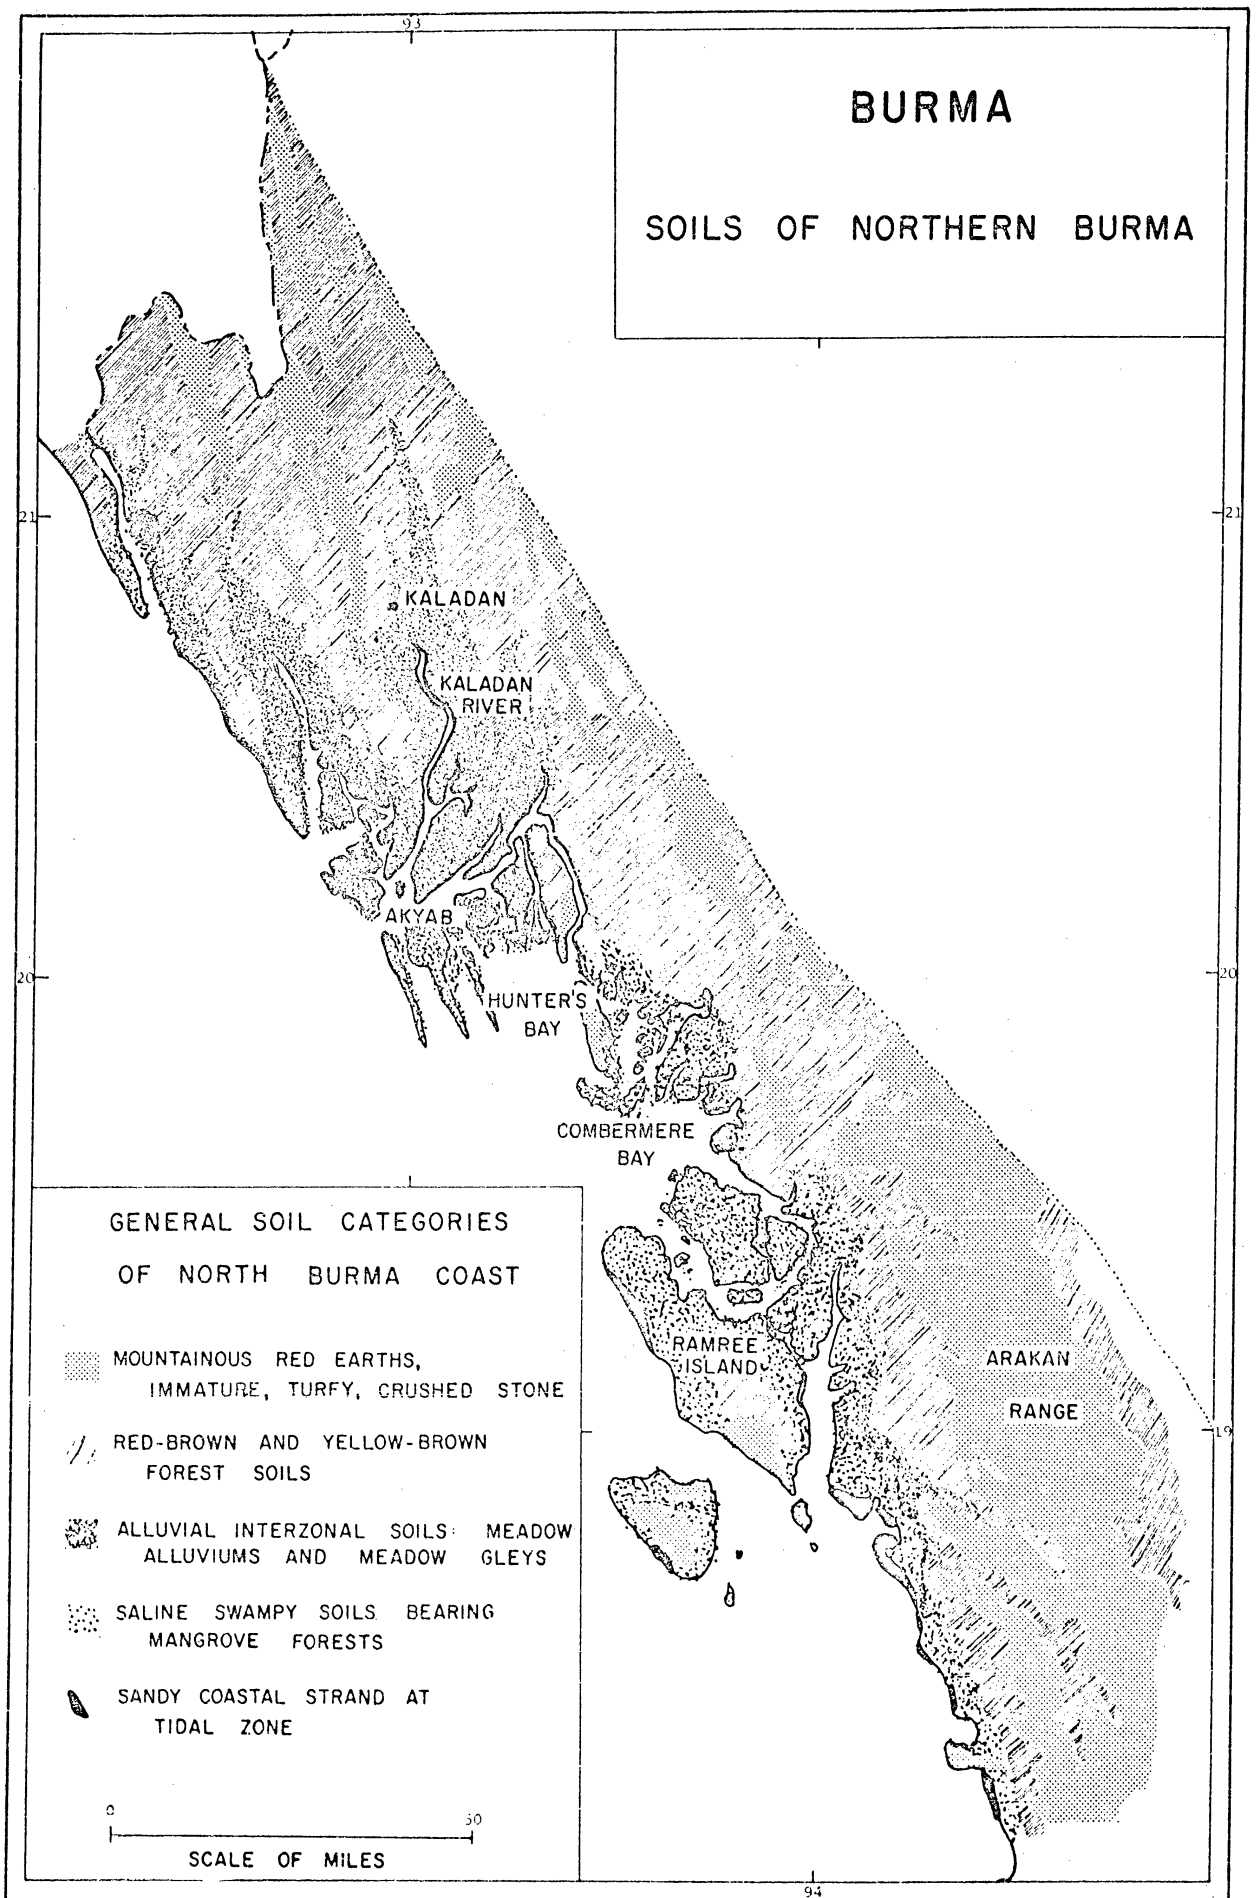 93
BURMA
SOILS OF NORTHERN BURMA
21
21
KALADAN
KALADAN
RIVER
AKYAB
20
20
HUNTER'S
BAY
COMBERMERE
BAY
RAMREE
ISLAND
ARAKAN
RANGE
19
GENERAL SOIL CATEGORIES
OF NORTH BURMA COAST
MOUNTAINOUS RED EARTHS,
IMMATURE, TURFY, CRUSHED STONE
RED-BROWN AND YELLOW-BROWN
FOREST SOILS
ALLUVIAL INTERZONAL SOILS: MEADOW
ALLUVIUMS AND MEADOW GLEYS
SALINE SWAMPY SOILS BEARING
MANGROVE FORESTS
SANDY COASTAL STRAND AT
TIDAL ZONE
0
SCALE OF MILES
94